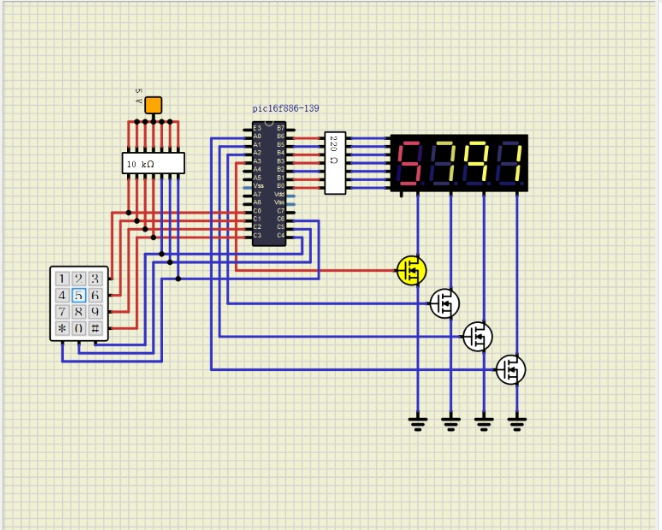 5 V
pic16f886-139
10 kΩ
220 Ω
E3 B7
A0 B6
A1 B5
A2 B4
A3 B3
A4 B2
A5 B1
Vss B0
A7 Vdd
A6 Vss
C0 C7
C1 C6
C2 C5
C3 C4
5791
1 2 3
4 5 6
7 8 9
* 0 #